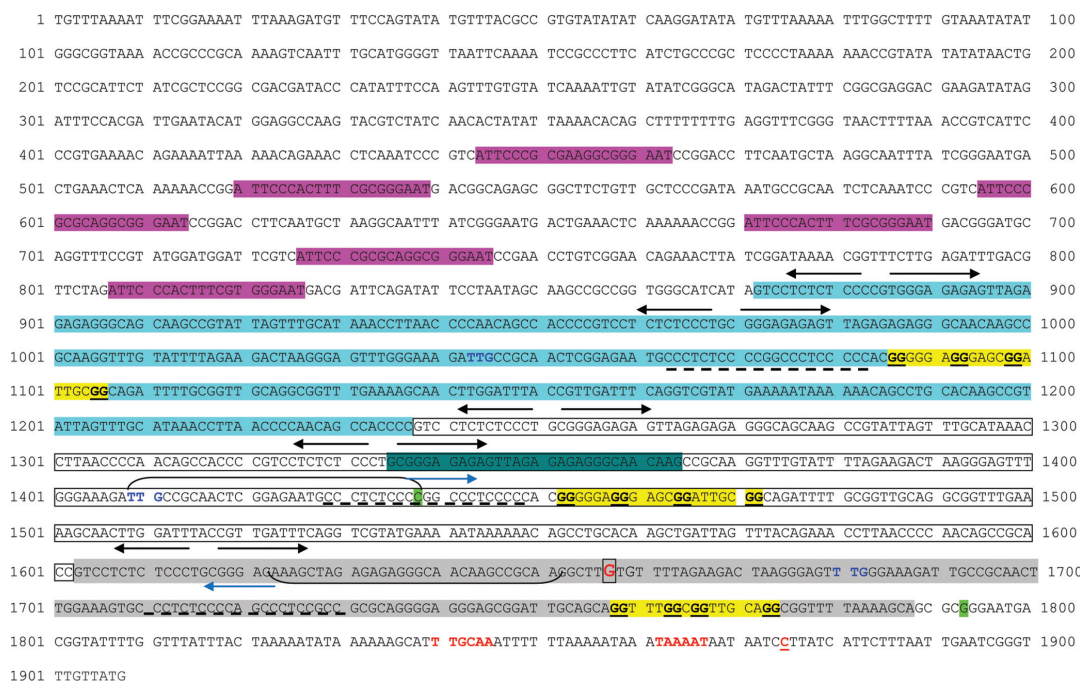 1 TGTTTAAAAT TTCGGAAAAT TTAAAGATGT TTTCCAGTATA TGTTTACGCC GTGTATATAT CAAGGATATA TGTTTAAAAA TTTGGCTTTT GTAAATATAT 100
101 GGGCGGTAAA ACCGCCCGCA AAAGTCAATT TGCATGGGGT TAATTCAAAA TCCGCCCTTC ATCTGCCCGC TCCCCTAAAA AAACCGTATA TATATAACTG 200
201 TCCGCATTCT ATCGCTCCGG CGACGATACC CATATTTCCA AGTTTGTGTA TCAAAATTGT ATATCGGGCA TAGACTATTT CGGCGAGGAC GAAGATATAG 300
301 ATTTCCACGA TTGAATACAT GGAGGCCAAG TACGTCTATC AACACTATAT TAAAACACAG CTTTTTTTTG AGGTTTCGGG TAACTTTTAA ACCGTCATTC 400
401 CCGTGAAAAC AGAAAATTAA AAACAGAAAC CTCAAATCCC GTCATTCCCG CGAAGGCGGG AATCCGGACC TTCAATGCTA AGGCAATTTA TCGGGAATGA 500
501 CTGAAACTCA AAAAACCGGA TTCCCACTTT CGCGGGAATG ACGGCAGAGC GGCTTCTGTT GCTCCCGATA AATGCCGCAA TCTCAAATCC CGTCATTCCC 600
601 GCGCAGGCGG GAATCCGGAC CTTCAATGCT AAGGCAATTT ATCGGGAATG ACTGAAACTC AAAAAACCGG ATTCCCACTT TCGCGGGAAT GACGGGATGC 700
701 AGGTTTCCGT ATGGATGGAT TCGTCATTCC CGCGCAGGCG GGAATCCGAA CCTGTCGGAA CAGAAACTTA TCGGATAAAA CGGTTTCTTG AGATTTGACG 800
801 TTCTAGATTC CCACTTTCGT GGGAATGACG ATTCAGATAT TCCTAATAGC AAGCCGCCGG TGGGCATCAT AGTCCTCTCT CCCCGTGGGA GAGAGTTAGA 900
901 GAGAGGGCAG CAAGCCGTAT TAGTTTGCAT AAACCTTAAC CCCAACAGCC ACCCCGTCCT CTCTCCCTGC GGGAGAGAGT TAGAGAGAGG GCAACAAGCC 1000
1001 GCAAGGTTTG TATTTTAGAA GACTAAGGGA GTTTGGGAAA GATTGCCGCA ACTCGGAGAA TGCCCTCTCC CCGGCCCTCC CCCACGGGGG AGGGAGCGGA 1100
1101 TTGCGGCAGA TTTTGCGGTT GCAGGCGGTT TGAAAAGCAA CTTGGATTTA CCGTTGATTT CAGGTCGTAT GAAAAATAAA AAACAGCCTG CACAAGCCGT 1200
1201 ATTAGTTTGC ATAAACCTTA ACCCCAACAG CCACCCCGTC CTCTCTCCCT GCGGGAGAGA GTTAGAGAGA GGGCAGCAAG CCGTATTAGT TTGCATAAAC 1300
1301 CTTAACCCCA ACAGCCACCC CGTCCTCTCT CCCTGCGGGA GAGAGTTAGA GAGAGGGCAA CAAGCCGCAA GGTTTGTATT TTAGAAGACT AAGGGAGTTT 1400
1401 GGGAAAGATT GCCGCAACTC GGAGAATGCC CTCTCCCCGG CCCTCCCCCA CGGGGGAGGG AGCGGATTGC GGCAGATTTT GCGGTTGCAG GCGGTTTGAA 1500
1501 AAGCAACTTG GATTTACCGT TGATTTCAGG TCGTATGAAA AATAAAAAAC AGCCTGCACA AGCTGATTAG TTTACAGAAA CCTTAACCCC AACAGCCGCA 1600
1601 CCGTCCTCTC TCCCTGCGGG AGAAAGCTAG AGAGAGGGCA ACAAGCCGCA AGGCTTGTGT TTTAGAAGAC TAAGGGAGTT TGGGAAAGAT TGCCGCAACT 1700
1701 TGGAAAGTGC CCTCTCCCCA GCCCTCCGCC GCGCAGGGGA GGGAGCGGAT TGCAGCAGGT TTGGCGGTTG CAGGCGGTTT TAAAAGCAGC GCGGGAATGA 1800
1801 CGGTATTTTG GTTTATTTAC TAAAAATATA AAAAAGCATT TGCAAATTTT TTAAAAATAA ATAAAATAAT AATCCTTATC ATTCTTTAAT TGAATCGGGT 1900
1901 TTGTTATG